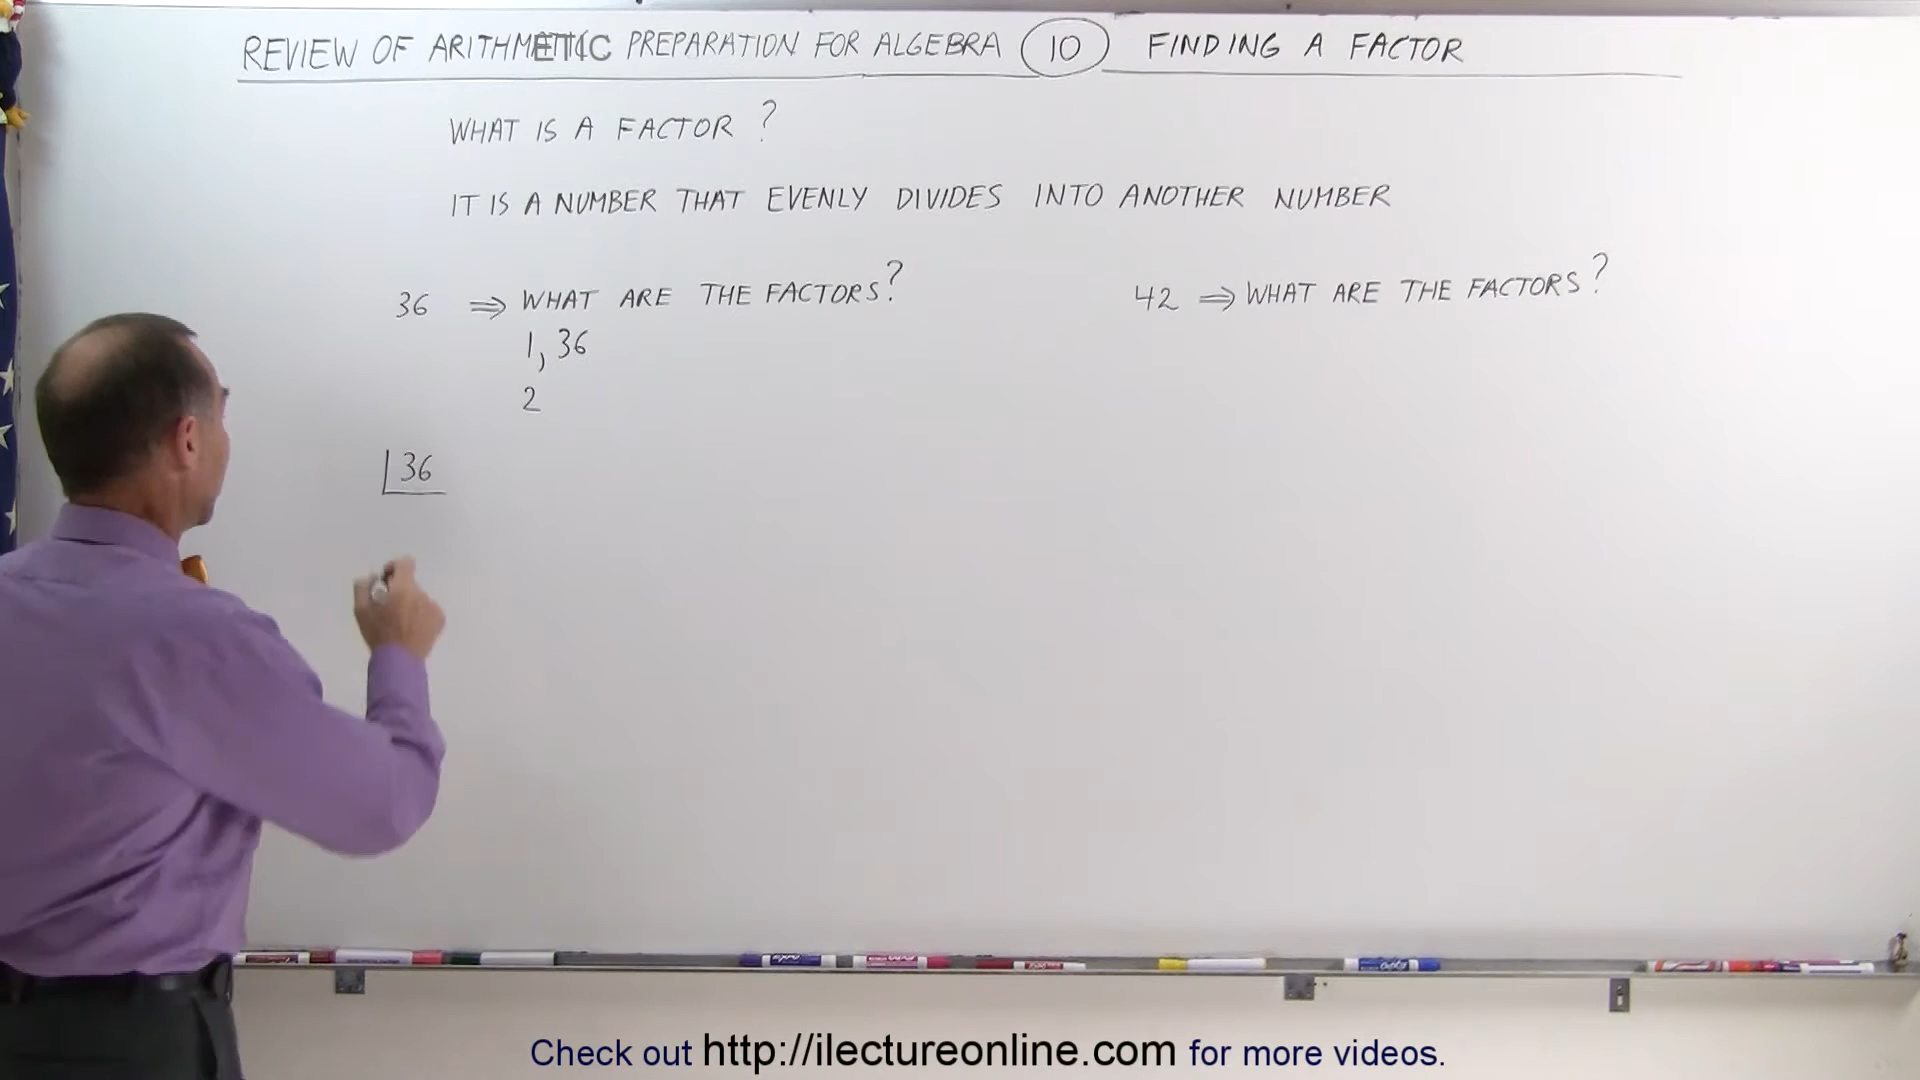 REVIEW OF ARITHMETIC PREPARATION FOR ALGEBRA 10 FINDING A FACTOR
WHAT IS A FACTOR ?
IT IS A NUMBER THAT EVENLY DIVIDES INTO ANOTHER NUMBER
36 ⇒ WHAT ARE THE FACTORS?
1, 36
2
36
42 ⇒ WHAT ARE THE FACTORS?
Check out http://ilectureonline.com for more videos.